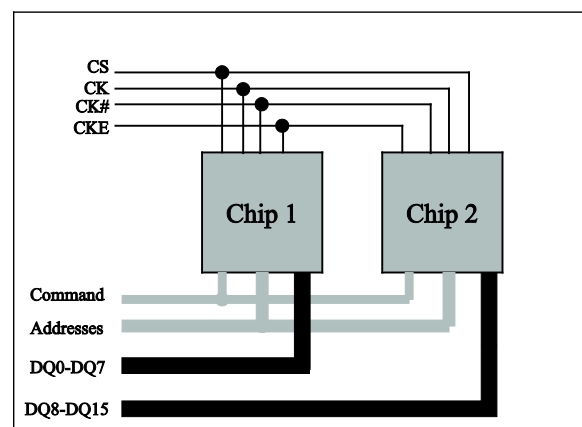 CS
CK
CK#
CKE
Chip 1
Chip 2
Command
Addresses
DQ0-DQ7
DQ8-DQ15